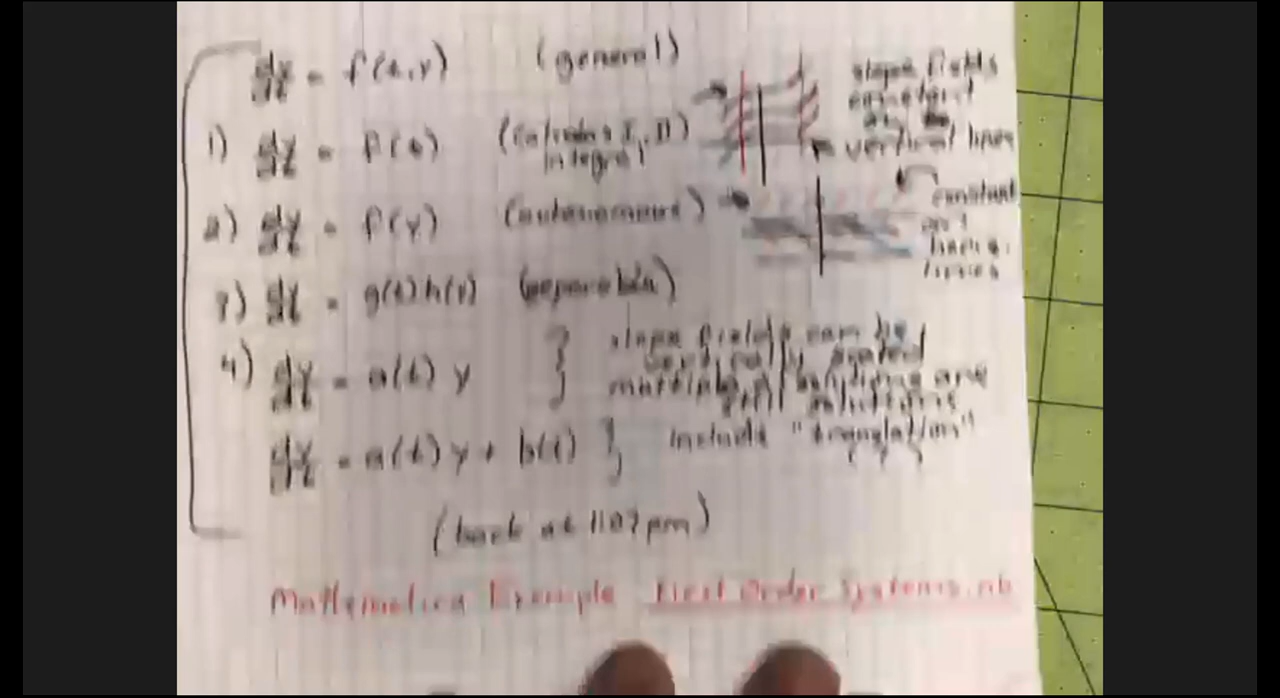 dy/dt = f(t,y) (general)
1) dy/dt = f(t) (Calculus I, II integral)
slope fields constant on vertical lines
2) dy/dt = f(y) (autonomous)
constant on lines
3) dy/dt = g(t)h(y) (separable)
4) dy/dt = a(t) y } slope fields can be
vertically scaled
multiples of solutions are
still solutions
dy/dt = a(t) y + b(t) } include "translation"
(back at 1:07 pm)
Mathematica Example First Order Systems.nb